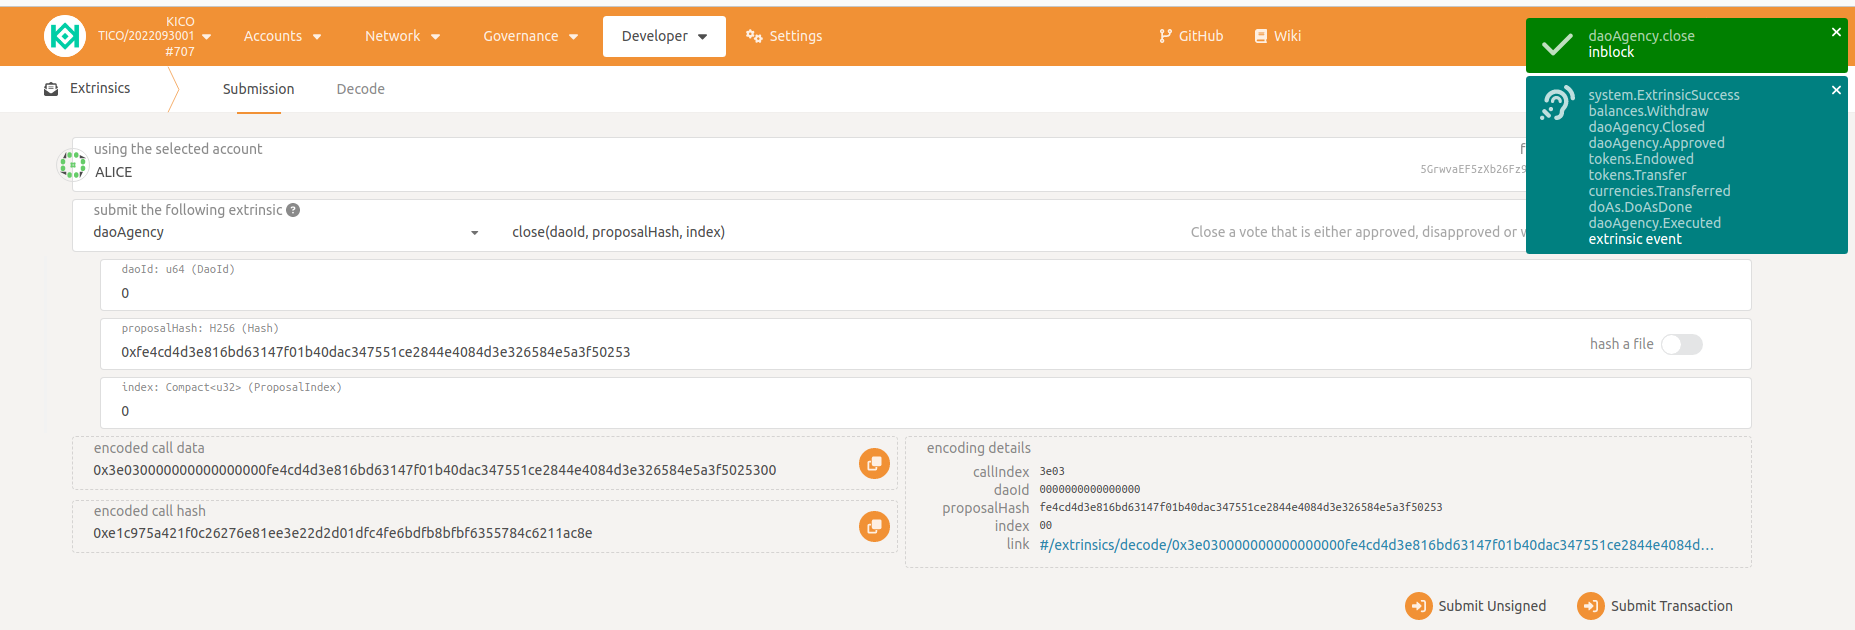 KICO
TICO/2022093001
#707
Accounts
Network
Governance
Developer
Settings
GitHub
Wiki
daoAgency.close
inblock
system.ExtrinsicSuccess
balances.Withdraw
daoAgency.Closed
daoAgency.Approved
tokens.Endowed
tokens.Transfer
currencies.Transferred
doAs.DoAsDone
daoAgency.Executed
extrinsic event
Extrinsics
Submission
Decode
using the selected account
ALICE
5GrwvaEF5zXb26Fz9
submit the following extrinsic
daoAgency
close(daoId, proposalHash, index)
Close a vote that is either approved, disapproved or
daoId: u64 (DaoId)
0
proposalHash: H256 (Hash)
0xfe4cd4d3e816bd63147f01b40dac347551ce2844e4084d3e326584e5a3f50253
hash a file
index: Compact<u32> (ProposalIndex)
0
encoded call data
0x3e030000000000000000fe4cd4d3e816bd63147f01b40dac347551ce2844e4084d3e326584e5a3f5025300
encoded call hash
0xe1c975a421f0c26276e81ee3e22d2d01dfc4fe6bdfb8bfbf6355784c6211ac8e
encoding details
callIndex 3e03
daoId 0000000000000000
proposalHash fe4cd4d3e816bd63147f01b40dac347551ce2844e4084d3e326584e5a3f50253
index 00
link #/extrinsics/decode/0x3e030000000000000000fe4cd4d3e816bd63147f01b40dac347551ce2844e4084d…
Submit Unsigned
Submit Transaction